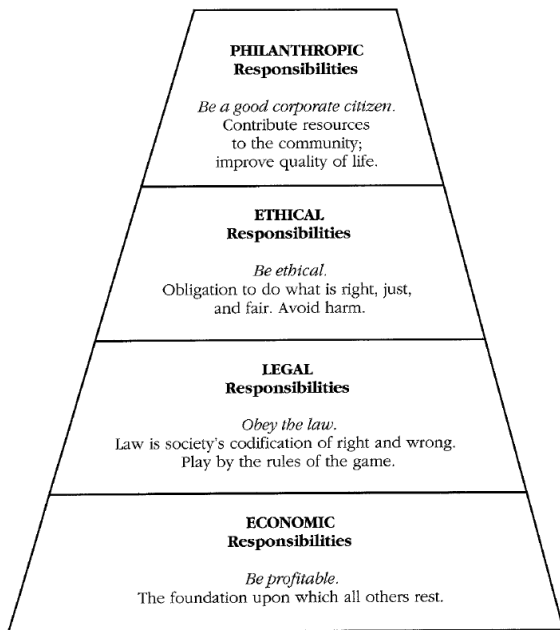 PHILANTHROPIC
Responsibilities
Be a good corporate citizen.
Contribute resources
to the community;
improve quality of life.
ETHICAL
Responsibilities
Be ethical.
Obligation to do what is right, just,
and fair. Avoid harm.
LEGAL
Responsibilities
Obey the law.
Law is society's codification of right and wrong.
Play by the rules of the game.
ECONOMIC
Responsibilities
Be profitable.
The foundation upon which all others rest.